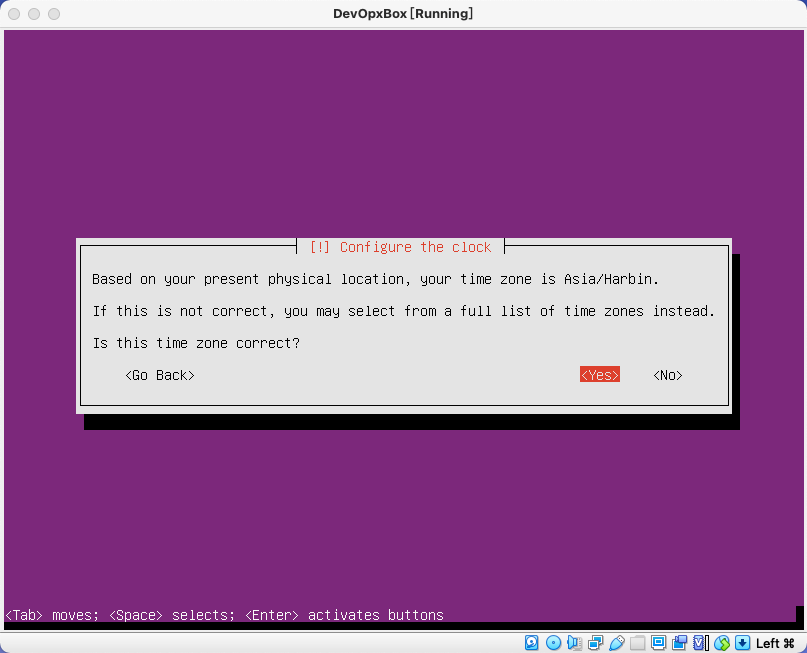 DevOpxBox [Running]
[!] Configure the clock
Based on your present physical location, your time zone is Asia/Harbin.
If this is not correct, you may select from a full list of time zones instead.
Is this time zone correct?
<Go Back> <Yes> <No>
<Tab> moves; <Space> selects; <Enter> activates buttons
Left ⌘